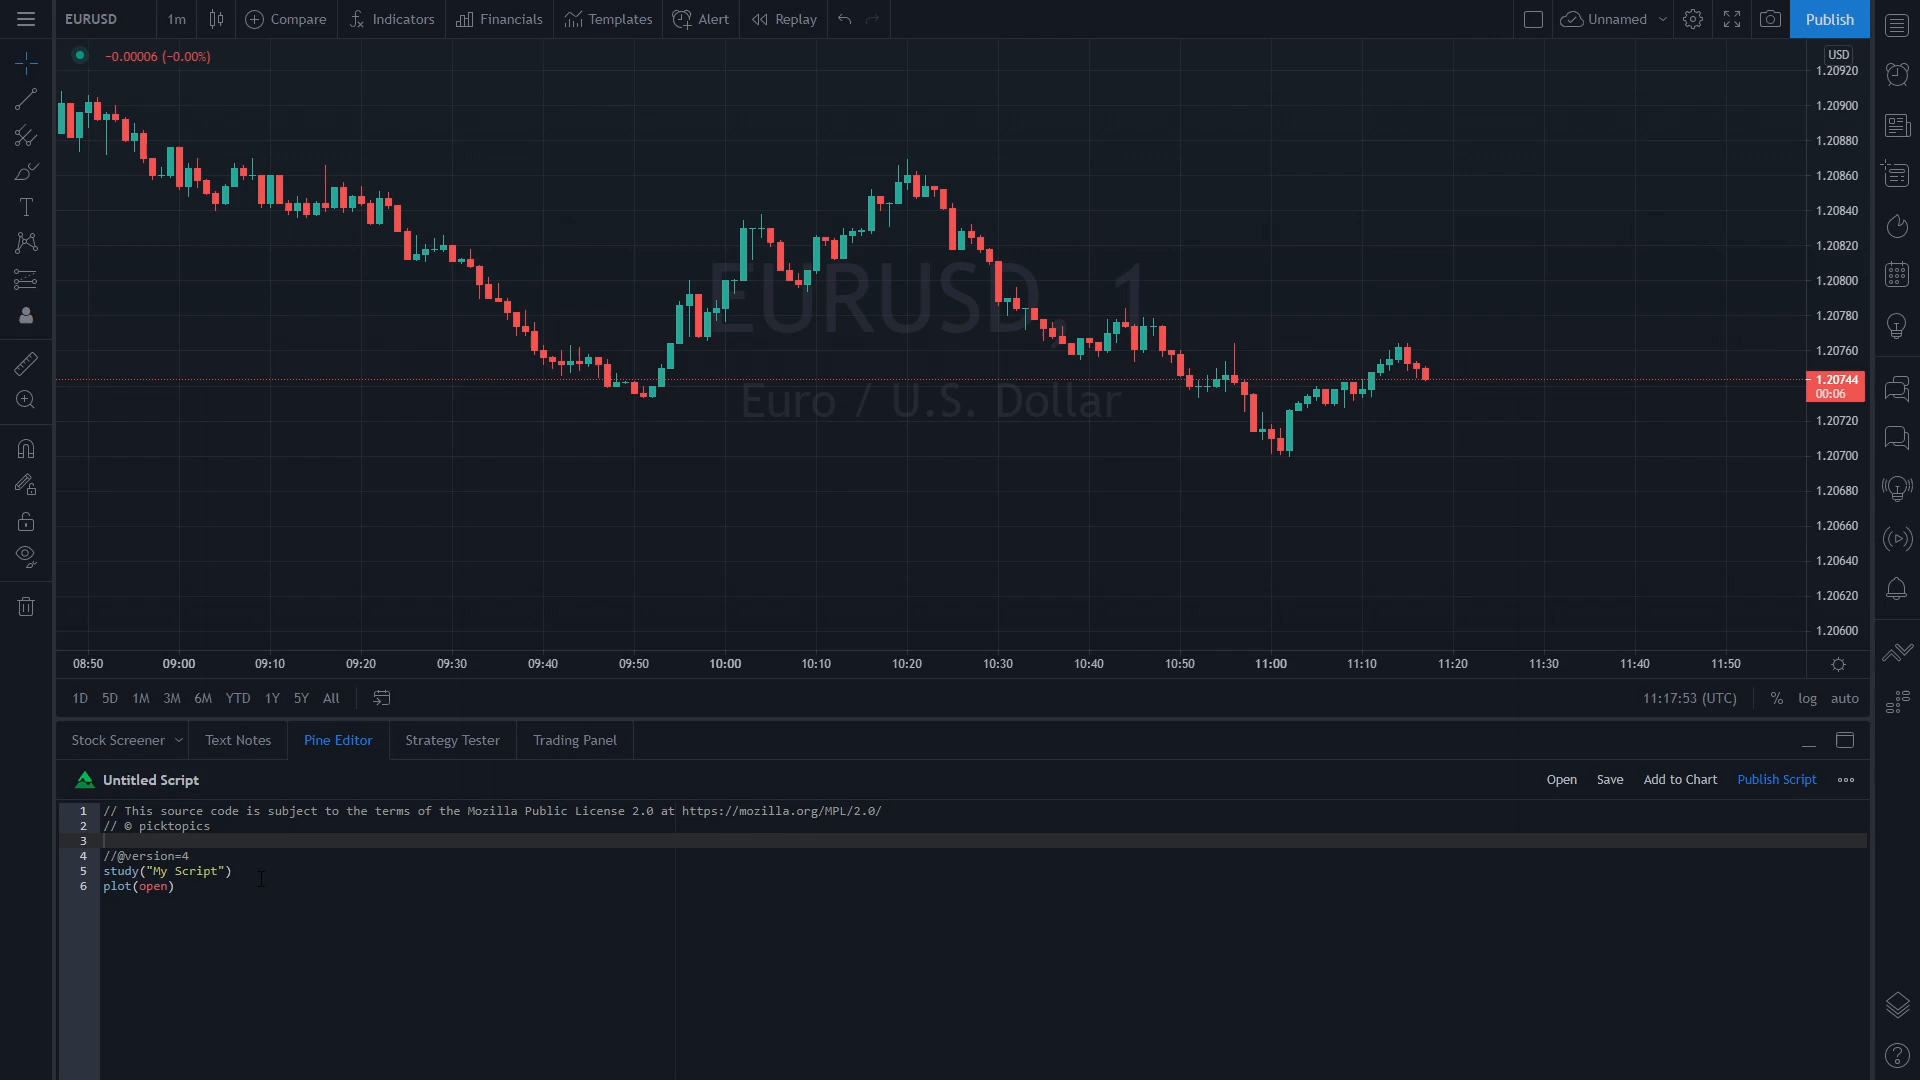 EURUSD 1m Compare Indicators Financials Templates Alert Replay Unnamed Publish
−0.00006 (−0.00%)
USD
1.20920
1.20900
1.20880
1.20860
1.20840
1.20820
1.20800
1.20780
1.20760
1.20744
00:06
1.20720
1.20700
1.20680
1.20660
1.20640
1.20620
1.20600
EURUSD, 1
Euro / U.S. Dollar
08:50 09:00 09:10 09:20 09:30 09:40 09:50 10:00 10:10 10:20 10:30 10:40 10:50 11:00 11:10 11:20 11:30 11:40 11:50
1D 5D 1M 3M 6M YTD 1Y 5Y All 11:17:53 (UTC) % log auto
Stock Screener Text Notes Pine Editor Strategy Tester Trading Panel
Untitled Script Open Save Add to Chart Publish Script
1 // This source code is subject to the terms of the Mozilla Public License 2.0 at https://mozilla.org/MPL/2.0/
2 // © picktopics
3
4 //@version=4
5 study("My Script")
6 plot(open)